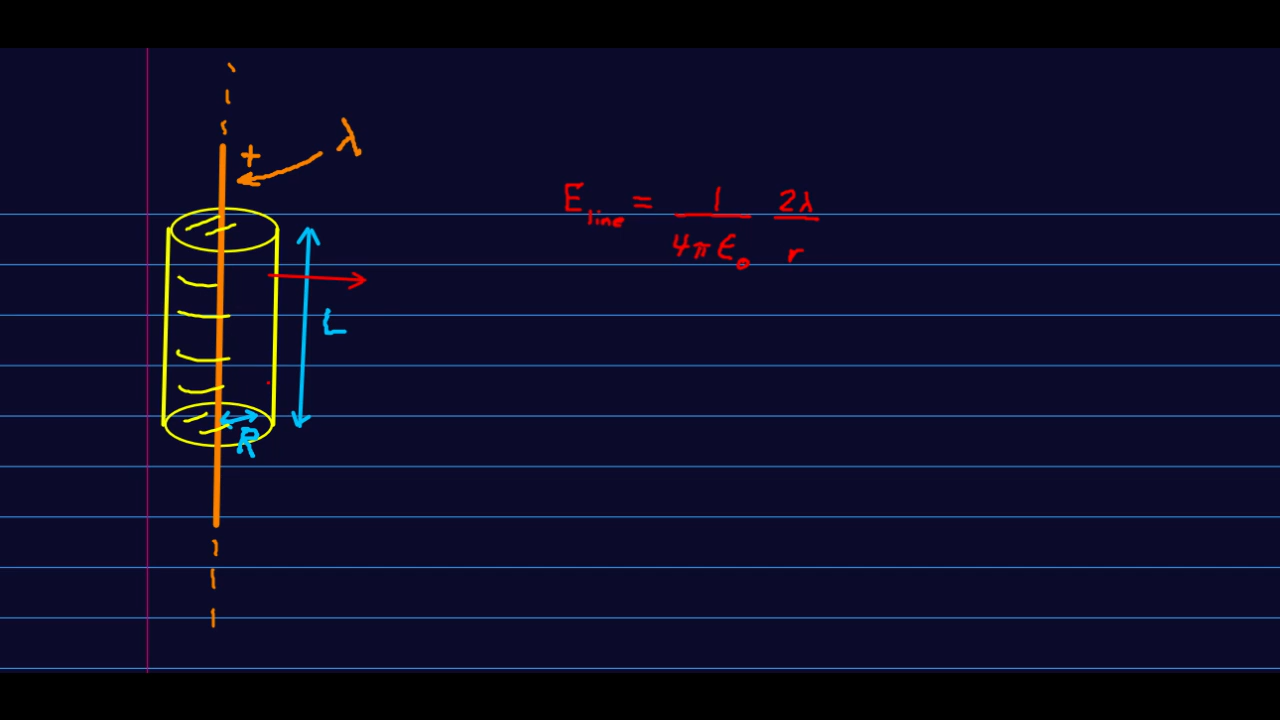 + λ
E_line = 1/(4πε₀) 2λ/r
L
R